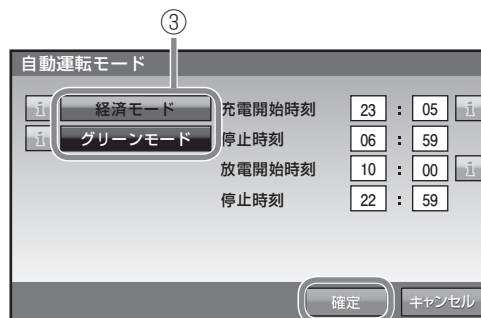 ③
自動運転モード
i 経済モード 充電開始時刻 23 : 05 i
i グリーンモード 停止時刻 06 : 59
放電開始時刻 10 : 00 i
停止時刻 22 : 59
確定 キャンセル